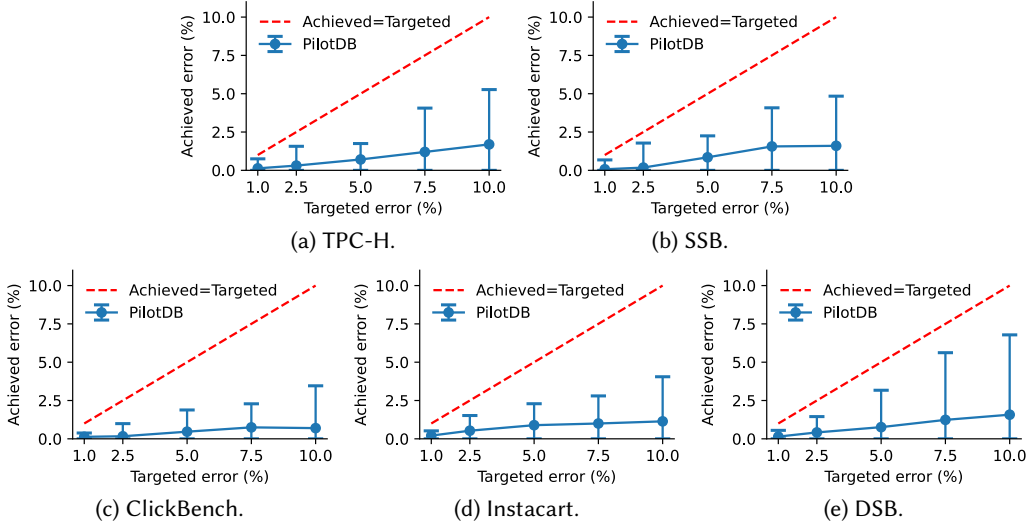 10.0
7.5
5.0
2.5
0.0
Achieved error (%)
Achieved=Targeted
PilotDB
1.0 2.5 5.0 7.5 10.0
Targeted error (%)
(a) TPC-H.
10.0
7.5
5.0
2.5
0.0
Achieved error (%)
Achieved=Targeted
PilotDB
1.0 2.5 5.0 7.5 10.0
Targeted error (%)
(b) SSB.
10.0
7.5
5.0
2.5
0.0
Achieved error (%)
Achieved=Targeted
PilotDB
1.0 2.5 5.0 7.5 10.0
Targeted error (%)
(c) ClickBench.
10.0
7.5
5.0
2.5
0.0
Achieved error (%)
Achieved=Targeted
PilotDB
1.0 2.5 5.0 7.5 10.0
Targeted error (%)
(d) Instacart.
10.0
7.5
5.0
2.5
0.0
Achieved error (%)
Achieved=Targeted
PilotDB
1.0 2.5 5.0 7.5 10.0
Targeted error (%)
(e) DSB.